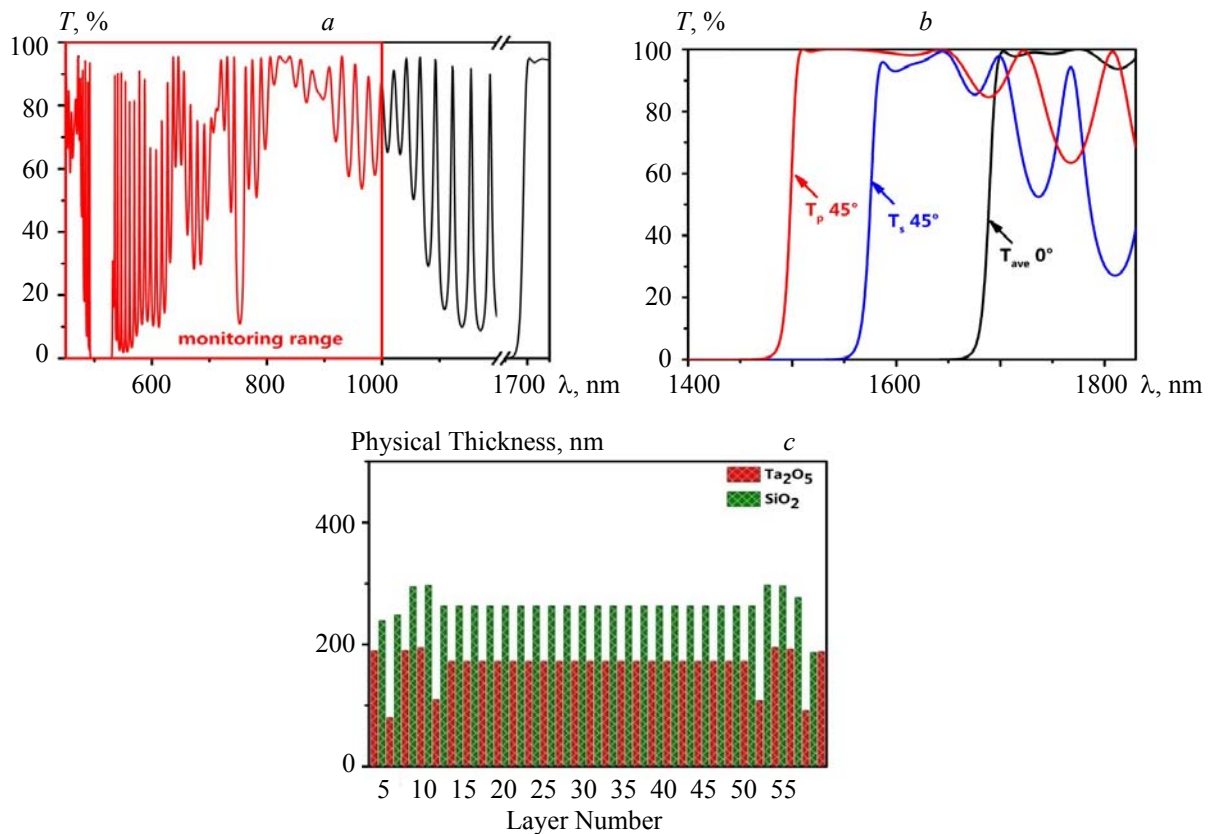 T, %
a
100
80
60
40
20
0
monitoring range
600
800
1000
1700
λ, nm
T, %
b
100
80
60
40
20
0
Tp 45°
Ts 45°
Tave 0°
1400
1600
1800
λ, nm
Physical Thickness, nm
c
Ta2O5
SiO2
400
200
0
5 10 15 20 25 30 35 40 45 50 55
Layer Number